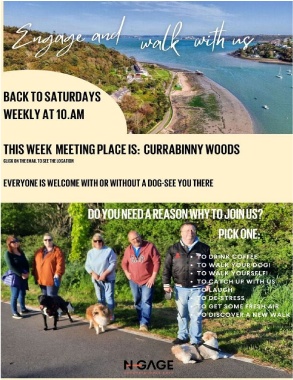 Engage and walk with us
BACK TO SATURDAYS
WEEKLY AT 10.AM
THIS WEEK MEETING PLACE IS: CURRABINNY WOODS
CLICK ON THE EMAIL TO SEE THE LOCATION
EVERYONE IS WELCOME WITH OR WITHOUT A DOG-SEE YOU THERE
DO YOU NEED A REASON WHY TO JOIN US?
PICK ONE:
• TO DRINK COFFEE
• TO WALK YOUR DOG!
• TO WALK YOURSELF!
• TO CATCH UP WITH US
• TO LAUGH
• TO DE-STRESS
• TO GET SOME FRESH AIR
• TO DISCOVER A NEW WALK
N·GAGE